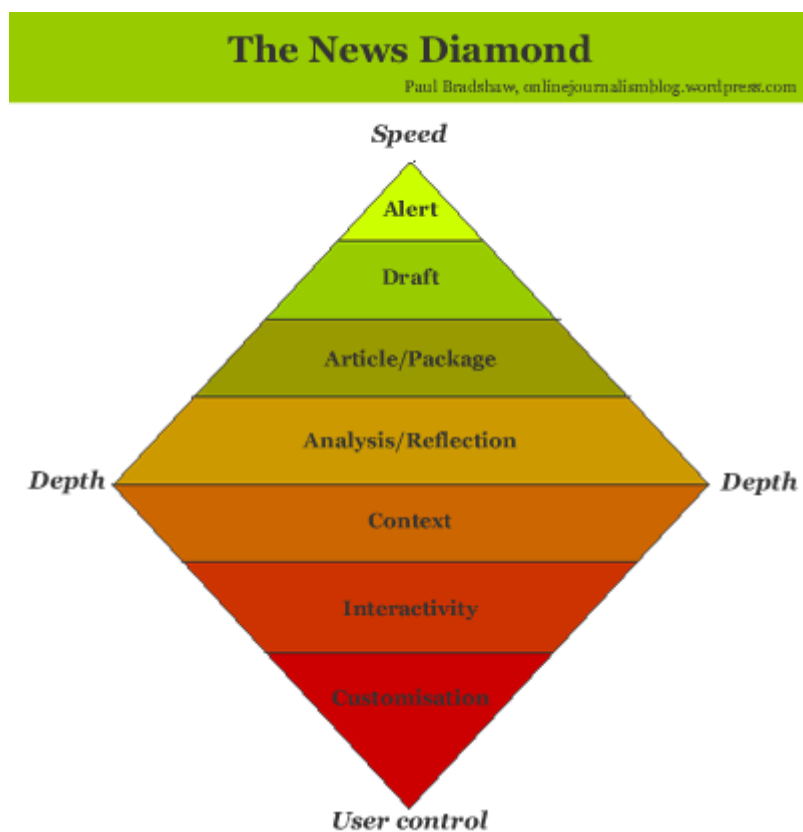 The News Diamond
Paul Bradshaw, onlinejournalismblog.wordpress.com
Speed
Alert
Draft
Article/Package
Analysis/Reflection
Depth
Depth
Context
Interactivity
Customisation
User control